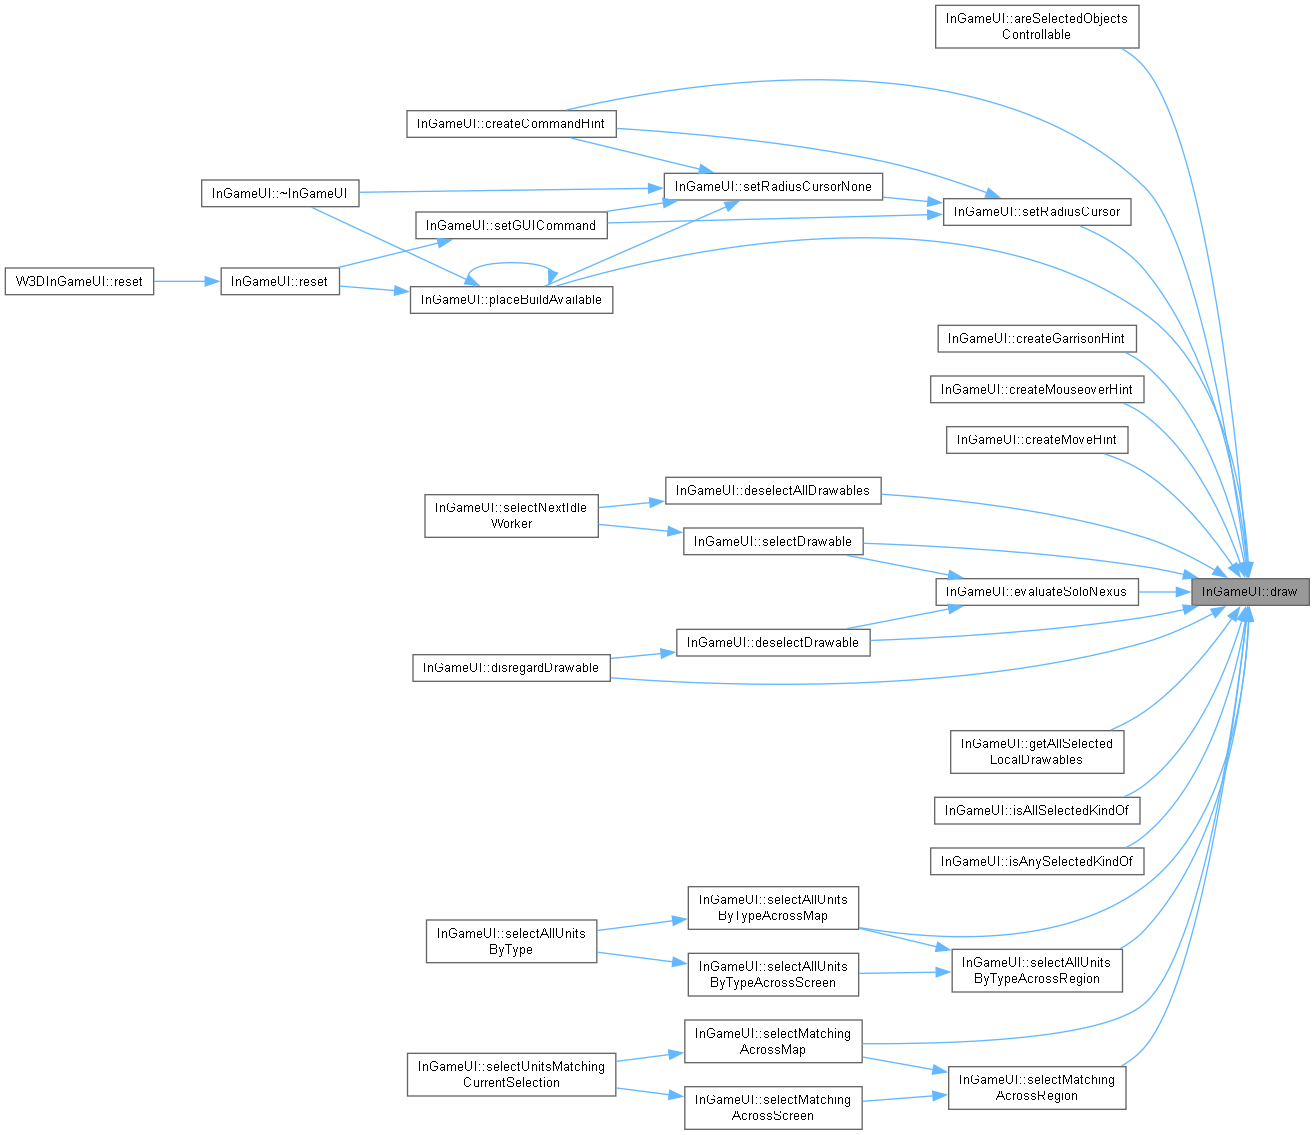 InGameUI::areSelectedObjects
Controllable
InGameUI::createCommandHint
InGameUI::~InGameUI
InGameUI::setRadiusCursorNone
InGameUI::setGUICommand
InGameUI::setRadiusCursor
W3DInGameUI::reset
InGameUI::reset
InGameUI::placeBuildAvailable
InGameUI::createGarrisonHint
InGameUI::createMouseoverHint
InGameUI::createMoveHint
InGameUI::deselectAllDrawables
InGameUI::selectNextIdle
Worker
InGameUI::selectDrawable
InGameUI::evaluateSoloNexus
InGameUI::draw
InGameUI::deselectDrawable
InGameUI::disregardDrawable
InGameUI::getAllSelected
LocalDrawables
InGameUI::isAllSelectedKindOf
InGameUI::isAnySelectedKindOf
InGameUI::selectAllUnits
ByTypeAcrossMap
InGameUI::selectAllUnits
ByType
InGameUI::selectAllUnits
ByTypeAcrossScreen
InGameUI::selectAllUnits
ByTypeAcrossRegion
InGameUI::selectMatching
AcrossMap
InGameUI::selectUnitsMatching
CurrentSelection
InGameUI::selectMatching
AcrossRegion
InGameUI::selectMatching
AcrossScreen